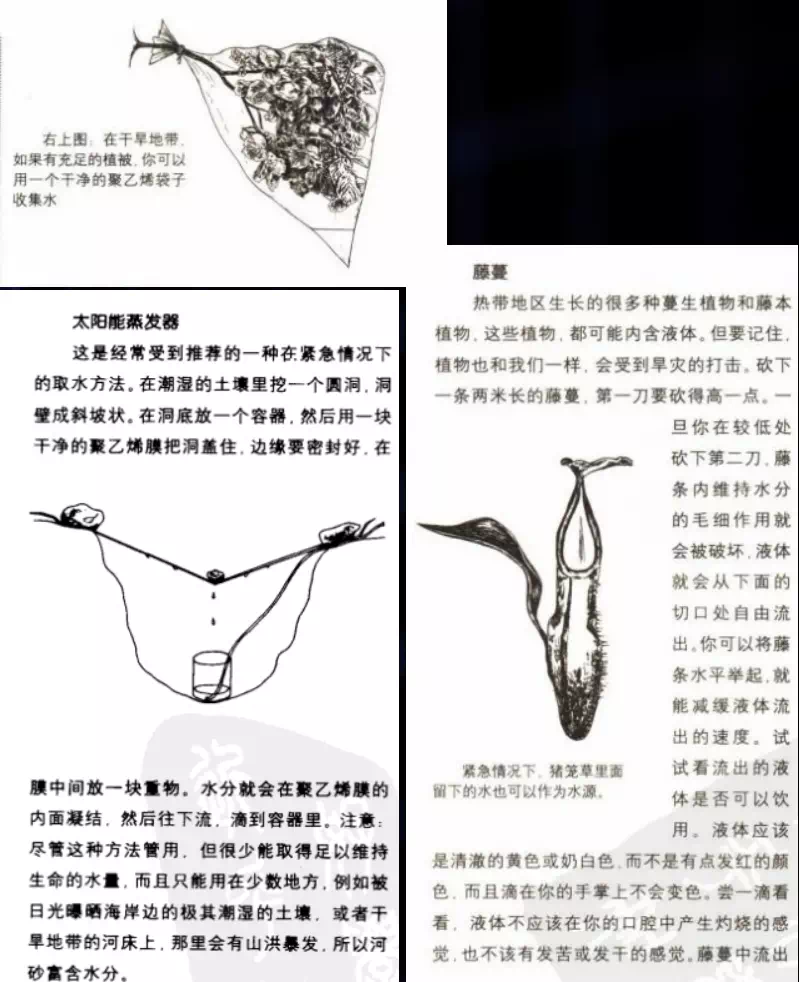 右上图：在干旱地带，
如果有充足的植被，你可以
用一个干净的聚乙烯袋子
收集水
太阳能蒸发器
这是经常受到推荐的一种在紧急情况下
的取水方法。在潮湿的土壤里挖一个圆洞，洞
壁成斜坡状。在洞底放一个容器，然后用一块
干净的聚乙烯膜把洞盖住，边缘要密封好，在
膜中间放一块重物。水分就会在聚乙烯膜的
内面凝结，然后往下流，滴到容器里。注意：
尽管这种方法管用，但很少能取得足以维持
生命的水量，而且只能用在少数地方，例如被
日光曝晒海岸边的极其潮湿的土壤，或者干
旱地带的河床上，那里会有山洪暴发，所以河
砂富含水分。
藤蔓
热带地区生长的很多种蔓生植物和藤本
植物，这些植物，都可能内含液体。但要记住，
植物也和我们一样，会受到旱灾的打击。砍下
一条两米长的藤蔓，第一刀要砍得高一点。一
旦你在较低处
砍下第二刀，藤
条内维持水分
的毛细作用就
会被破坏，液体
就会从下面的
切口处自由流
出。你可以将藤
条水平举起，就
能减缓液体流
出的速度。试
试看流出的液
体是否可以饮
用。液体应该
是清澈的黄色或奶白色，而不是有点发红的颜
色，而且滴在你的手掌上不会变色。尝一滴看
看，液体不应该在你的口腔中产生灼烧的感
觉，也不该有发苦或发干的感觉。藤蔓中流出
紧急情况下，猪笼草里面
留下的水也可以作为水源。